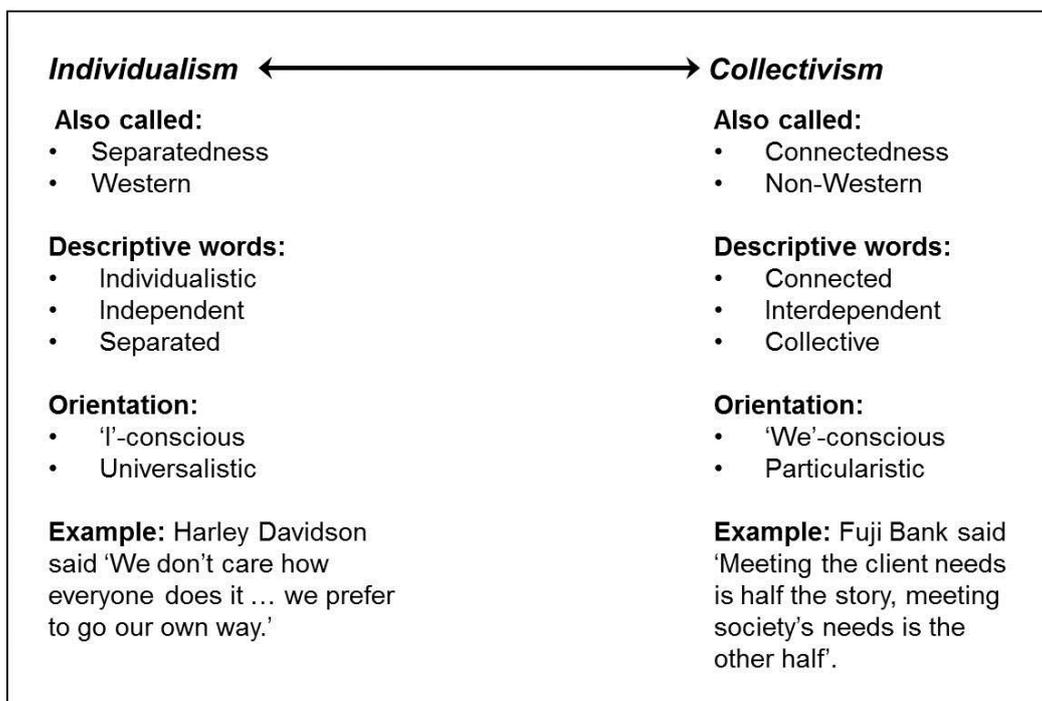 Individualism
Also called:
• Separatedness
• Western
Descriptive words:
• Individualistic
• Independent
• Separated
Orientation:
• ‘I’-conscious
• Universalistic
Example: Harley Davidson
said ‘We don’t care how
everyone does it … we prefer
to go our own way.’
Collectivism
Also called:
• Connectedness
• Non-Western
Descriptive words:
• Connected
• Interdependent
• Collective
Orientation:
• ‘We’-conscious
• Particularistic
Example: Fuji Bank said
‘Meeting the client needs
is half the story, meeting
society’s needs is the
other half’.